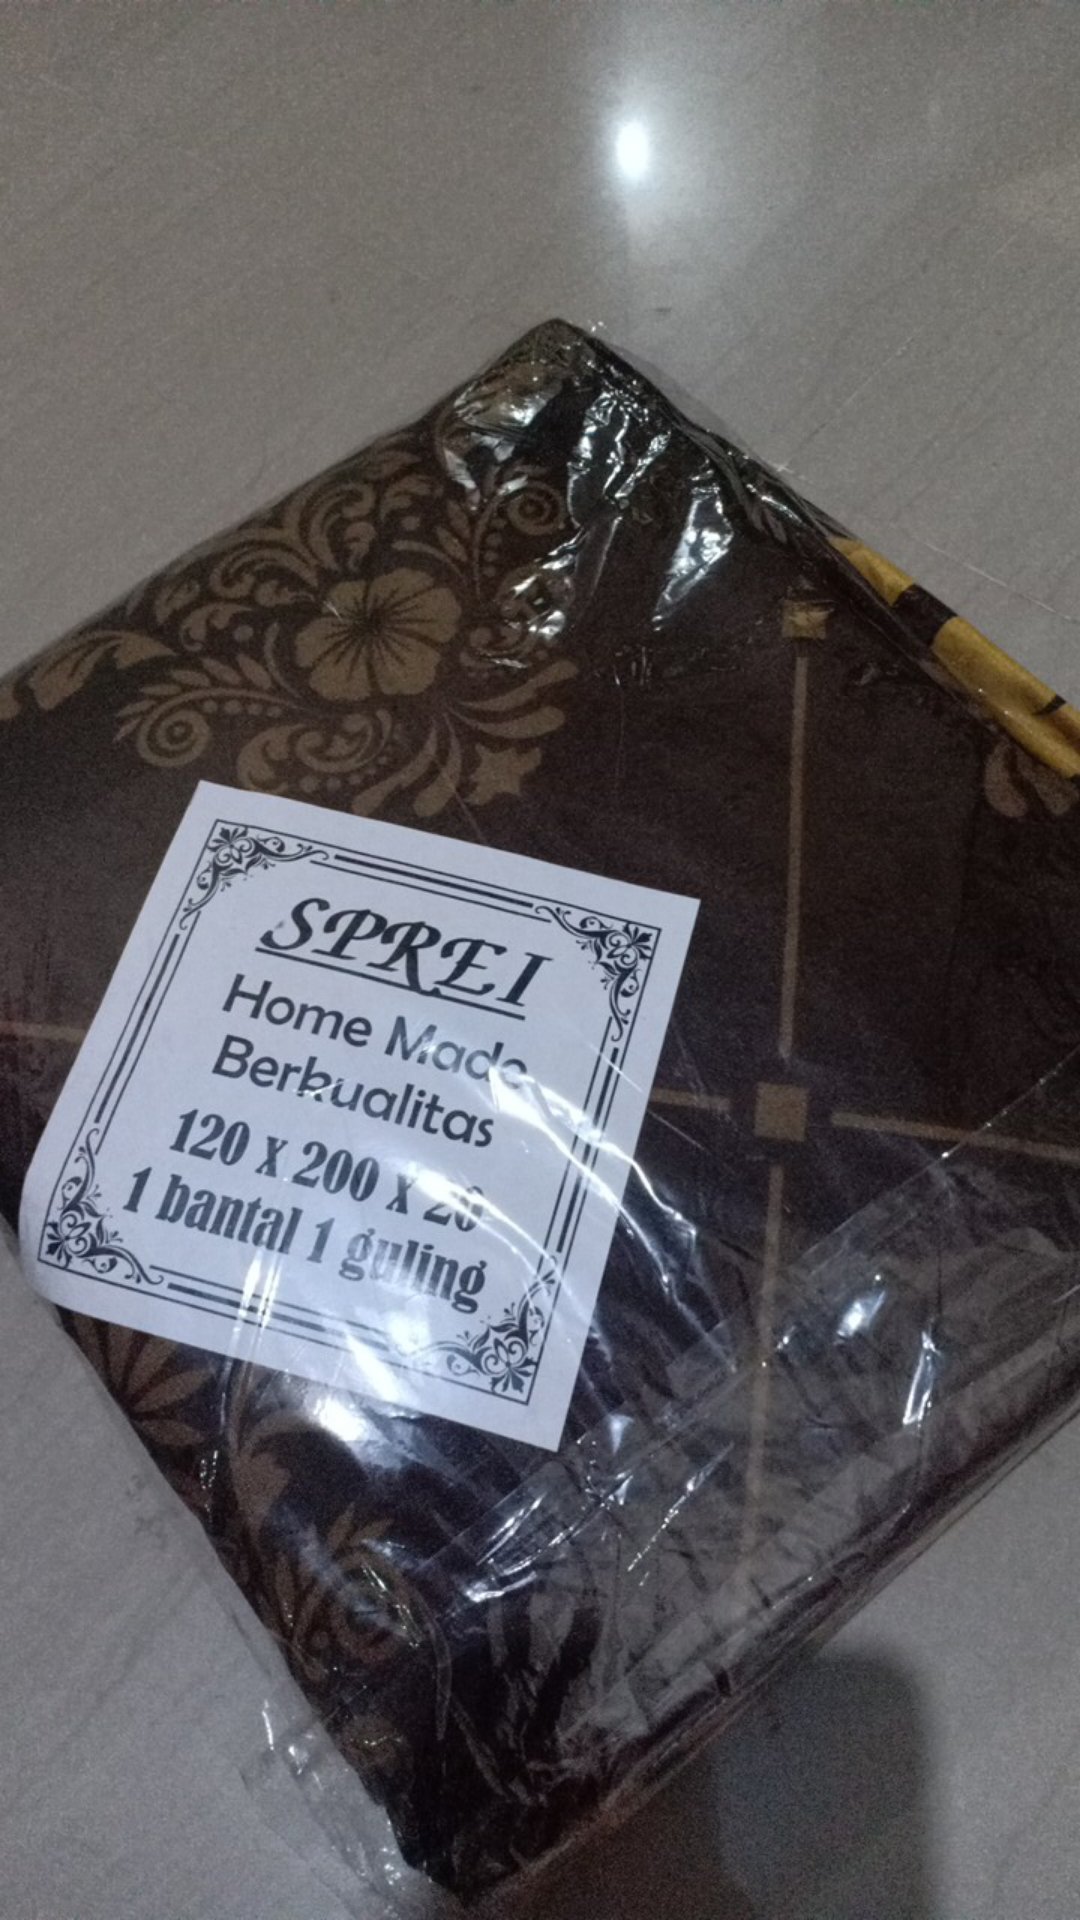 SPREI
Home Made
Berkualitas
120 x 200 x 20
1 bantal 1 guling